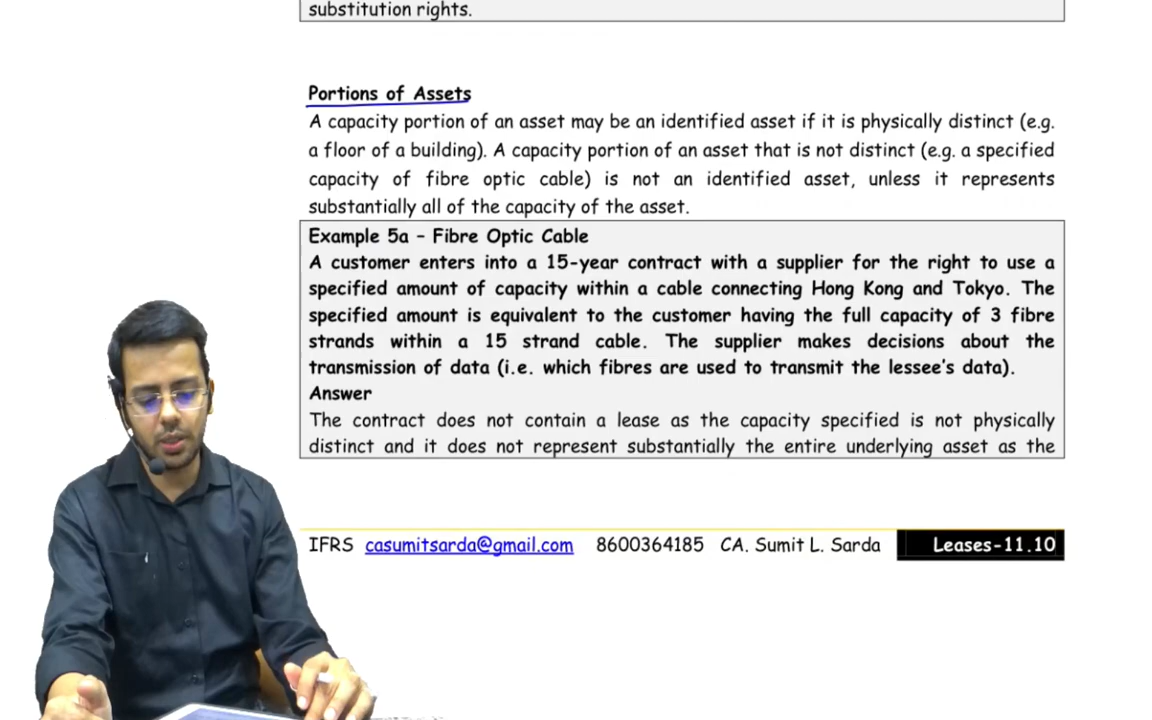 substitution rights.
Portions of Assets
A capacity portion of an asset may be an identified asset if it is physically distinct (e.g.
a floor of a building). A capacity portion of an asset that is not distinct (e.g. a specified
capacity of fibre optic cable) is not an identified asset, unless it represents
substantially all of the capacity of the asset.
Example 5a – Fibre Optic Cable
A customer enters into a 15-year contract with a supplier for the right to use a
specified amount of capacity within a cable connecting Hong Kong and Tokyo. The
specified amount is equivalent to the customer having the full capacity of 3 fibre
strands within a 15 strand cable. The supplier makes decisions about the
transmission of data (i.e. which fibres are used to transmit the lessee's data).
Answer
The contract does not contain a lease as the capacity specified is not physically
distinct and it does not represent substantially the entire underlying asset as the
IFRS casumitsarda@gmail.com 8600364185 CA. Sumit L. Sarda Leases-11.10